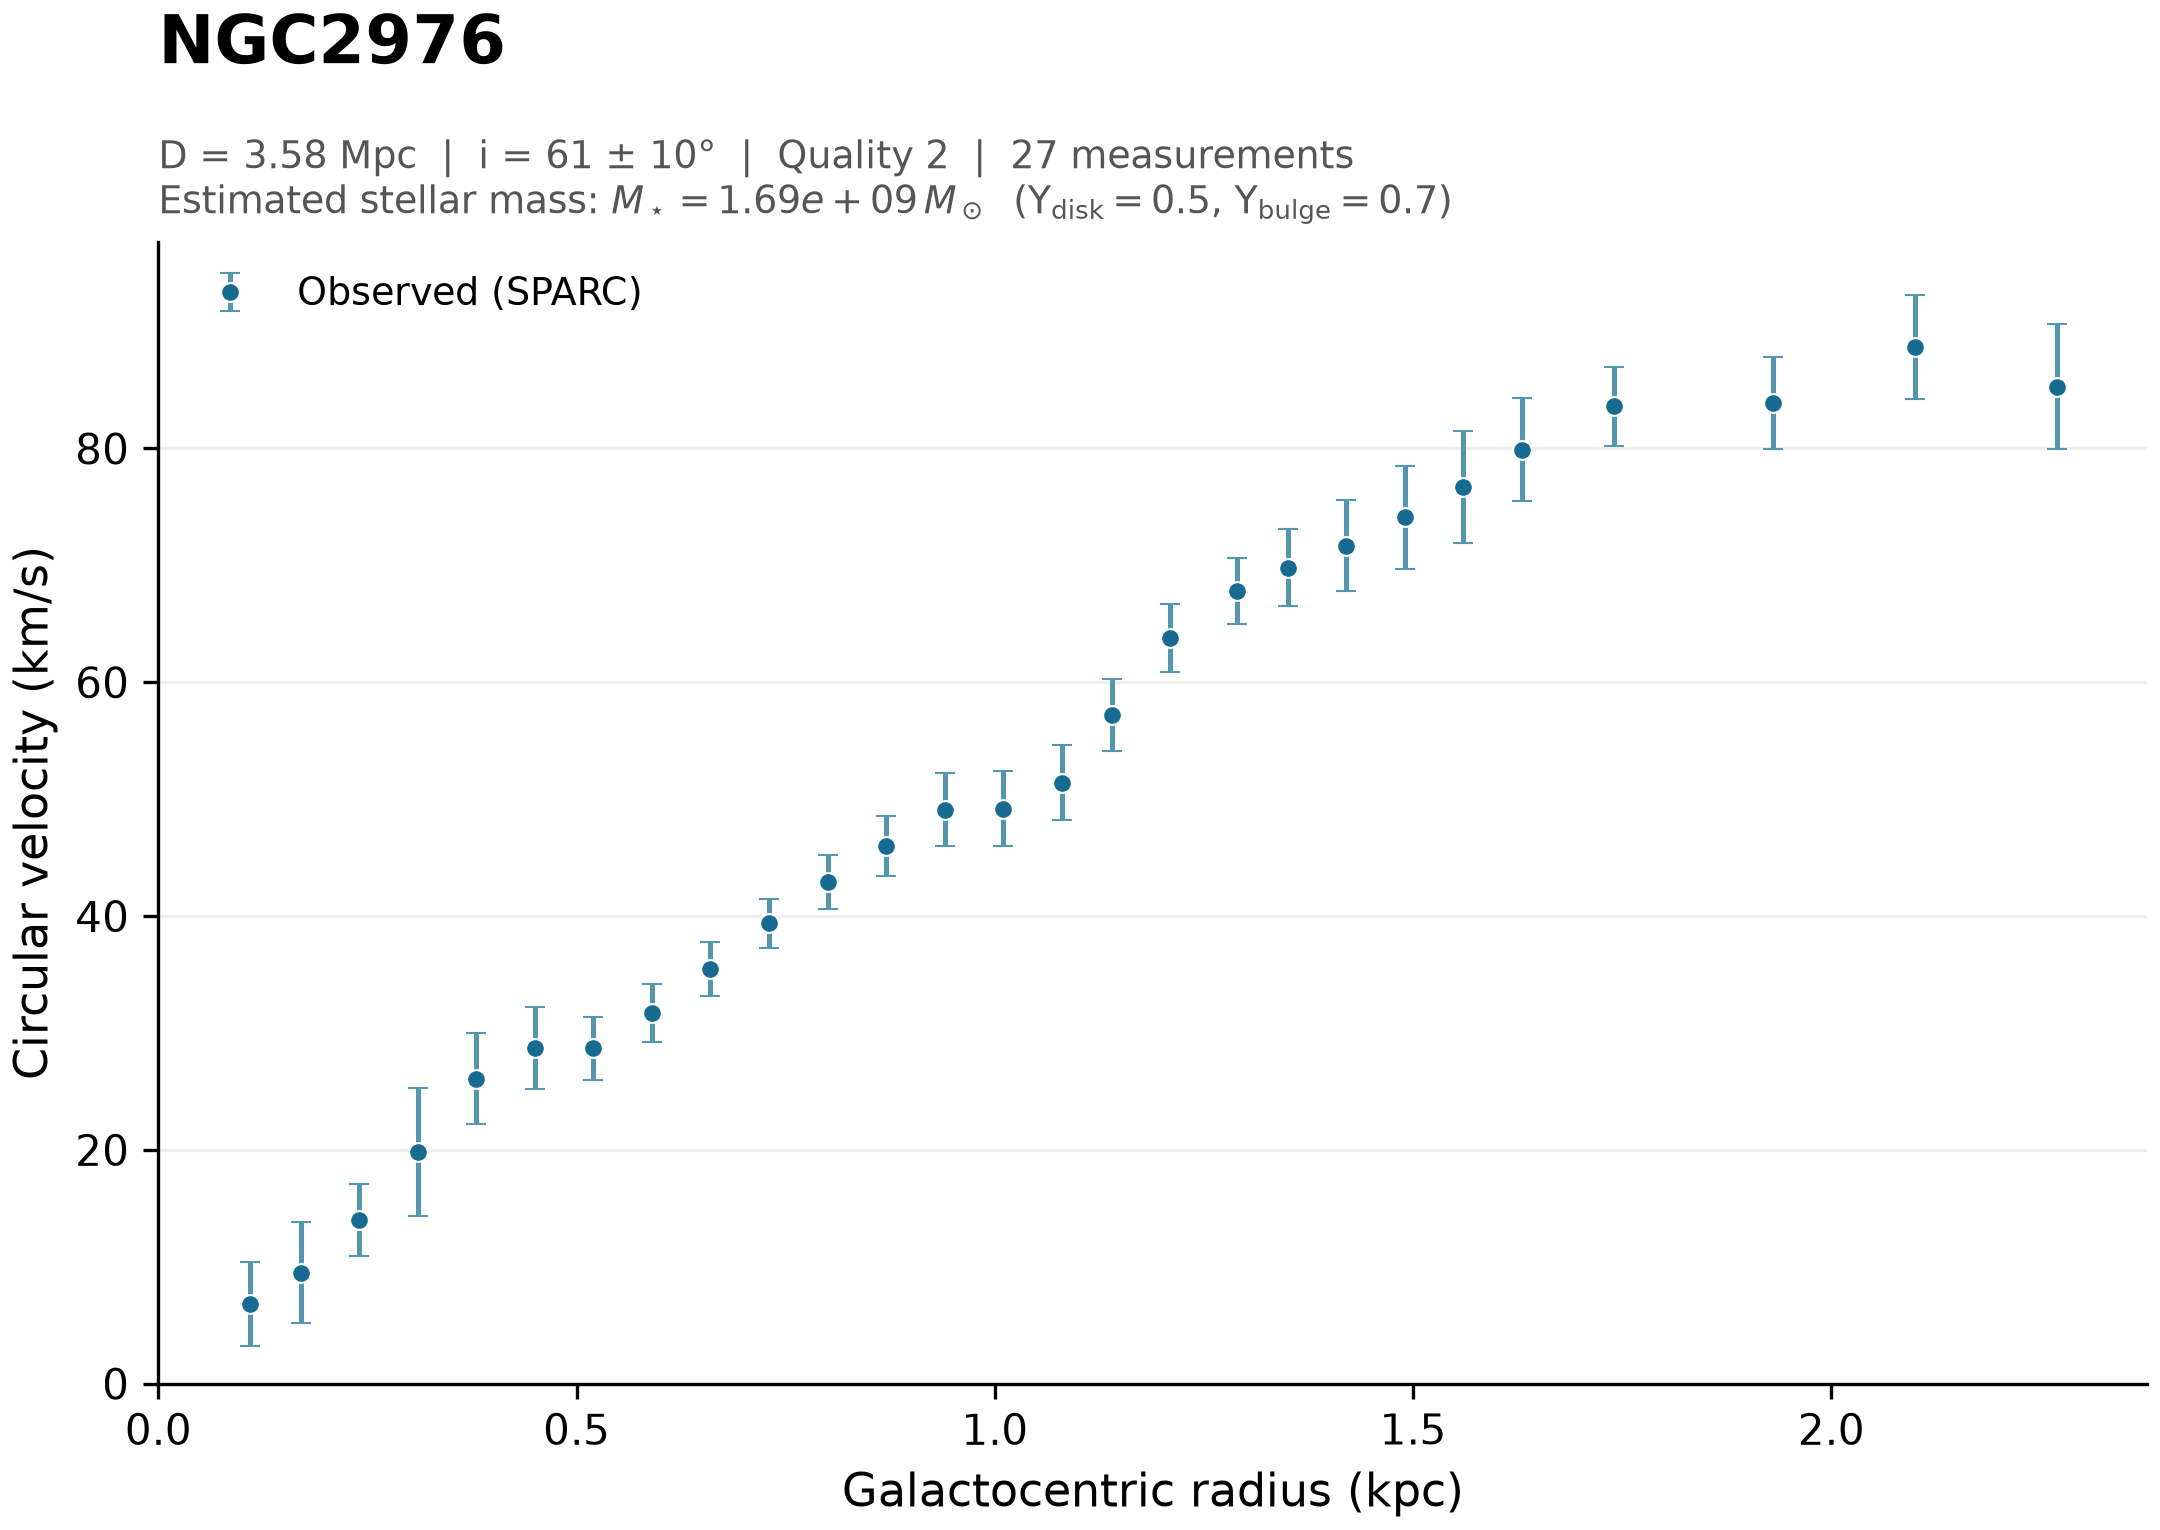 NGC2976
D = 3.58 Mpc | i = 61 ± 10° | Quality 2 | 27 measurements
Estimated stellar mass: M⋆ = 1.69e + 09 M⊙ (Υdisk = 0.5, Υbulge = 0.7)
Observed (SPARC)
80
60
40
20
0
Circular velocity (km/s)
0.0 0.5 1.0 1.5 2.0
Galactocentric radius (kpc)